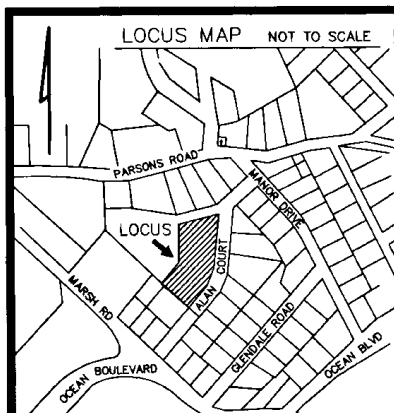 LOCUS MAP NOT TO SCALE
PARSONS ROAD
MANOR DRIVE
LOCUS
MARSH RD
ALAN COURT
GLENDALE ROAD
OCEAN BOULEVARD
OCEAN BLVD